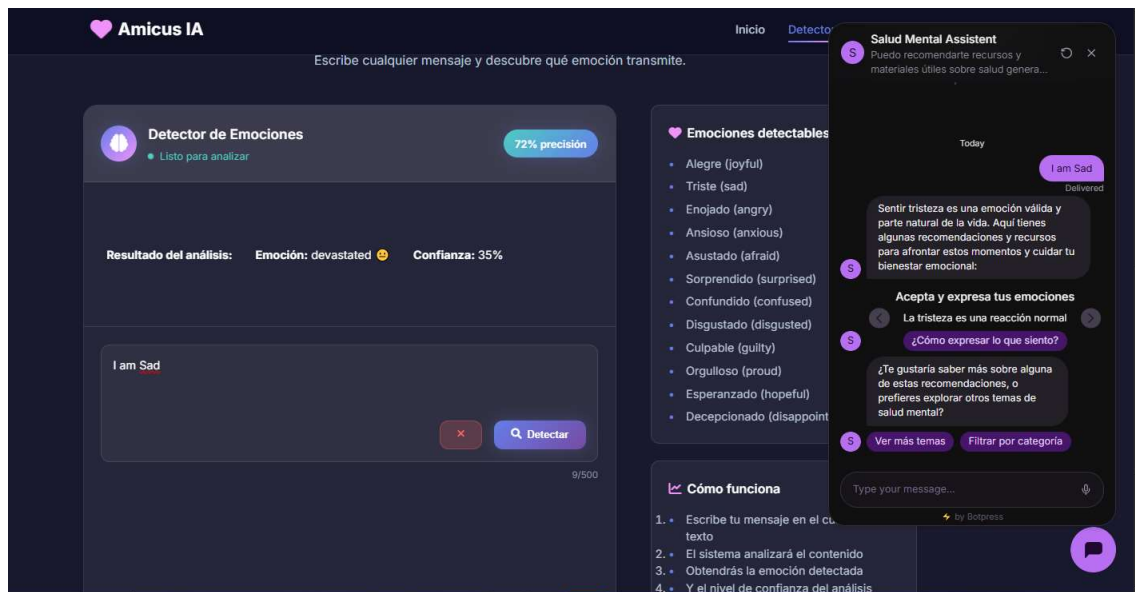 Amicus IA
Inicio
Detector
Escribe cualquier mensaje y descubre qué emoción transmite.
Detector de Emociones
Listo para analizar
72% precisión
Resultado del análisis: Emoción: devastated 😐 Confianza: 35%
I am Sad
× Detectar
9/500
Emociones detectables
• Alegre (joyful)
• Triste (sad)
• Enojado (angry)
• Ansioso (anxious)
• Asustado (afraid)
• Sorprendido (surprised)
• Confundido (confused)
• Disgustado (disgusted)
• Culpable (guilty)
• Orgulloso (proud)
• Esperanzado (hopeful)
• Decepcionado (disappoint
Cómo funciona
1. • Escribe tu mensaje en el cu
texto
2. • El sistema analizará el contenido
3. • Obtendrás la emoción detectada
4. • Y el nivel de confianza del análisis
S
Salud Mental Assistent
Puedo recomendarte recursos y
materiales útiles sobre salud genera...
Today
I am Sad
Delivered
Sentir tristeza es una emoción válida y
parte natural de la vida. Aquí tienes
algunas recomendaciones y recursos
para afrontar estos momentos y cuidar tu
S bienestar emocional:
Acepta y expresa tus emociones
La tristeza es una reacción normal
S ¿Cómo expresar lo que siento?
¿Te gustaría saber más sobre alguna
de estas recomendaciones, o
prefieres explorar otros temas de
salud mental?
S Ver más temas Filtrar por categoría
Type your message...
⚡ by Botpress